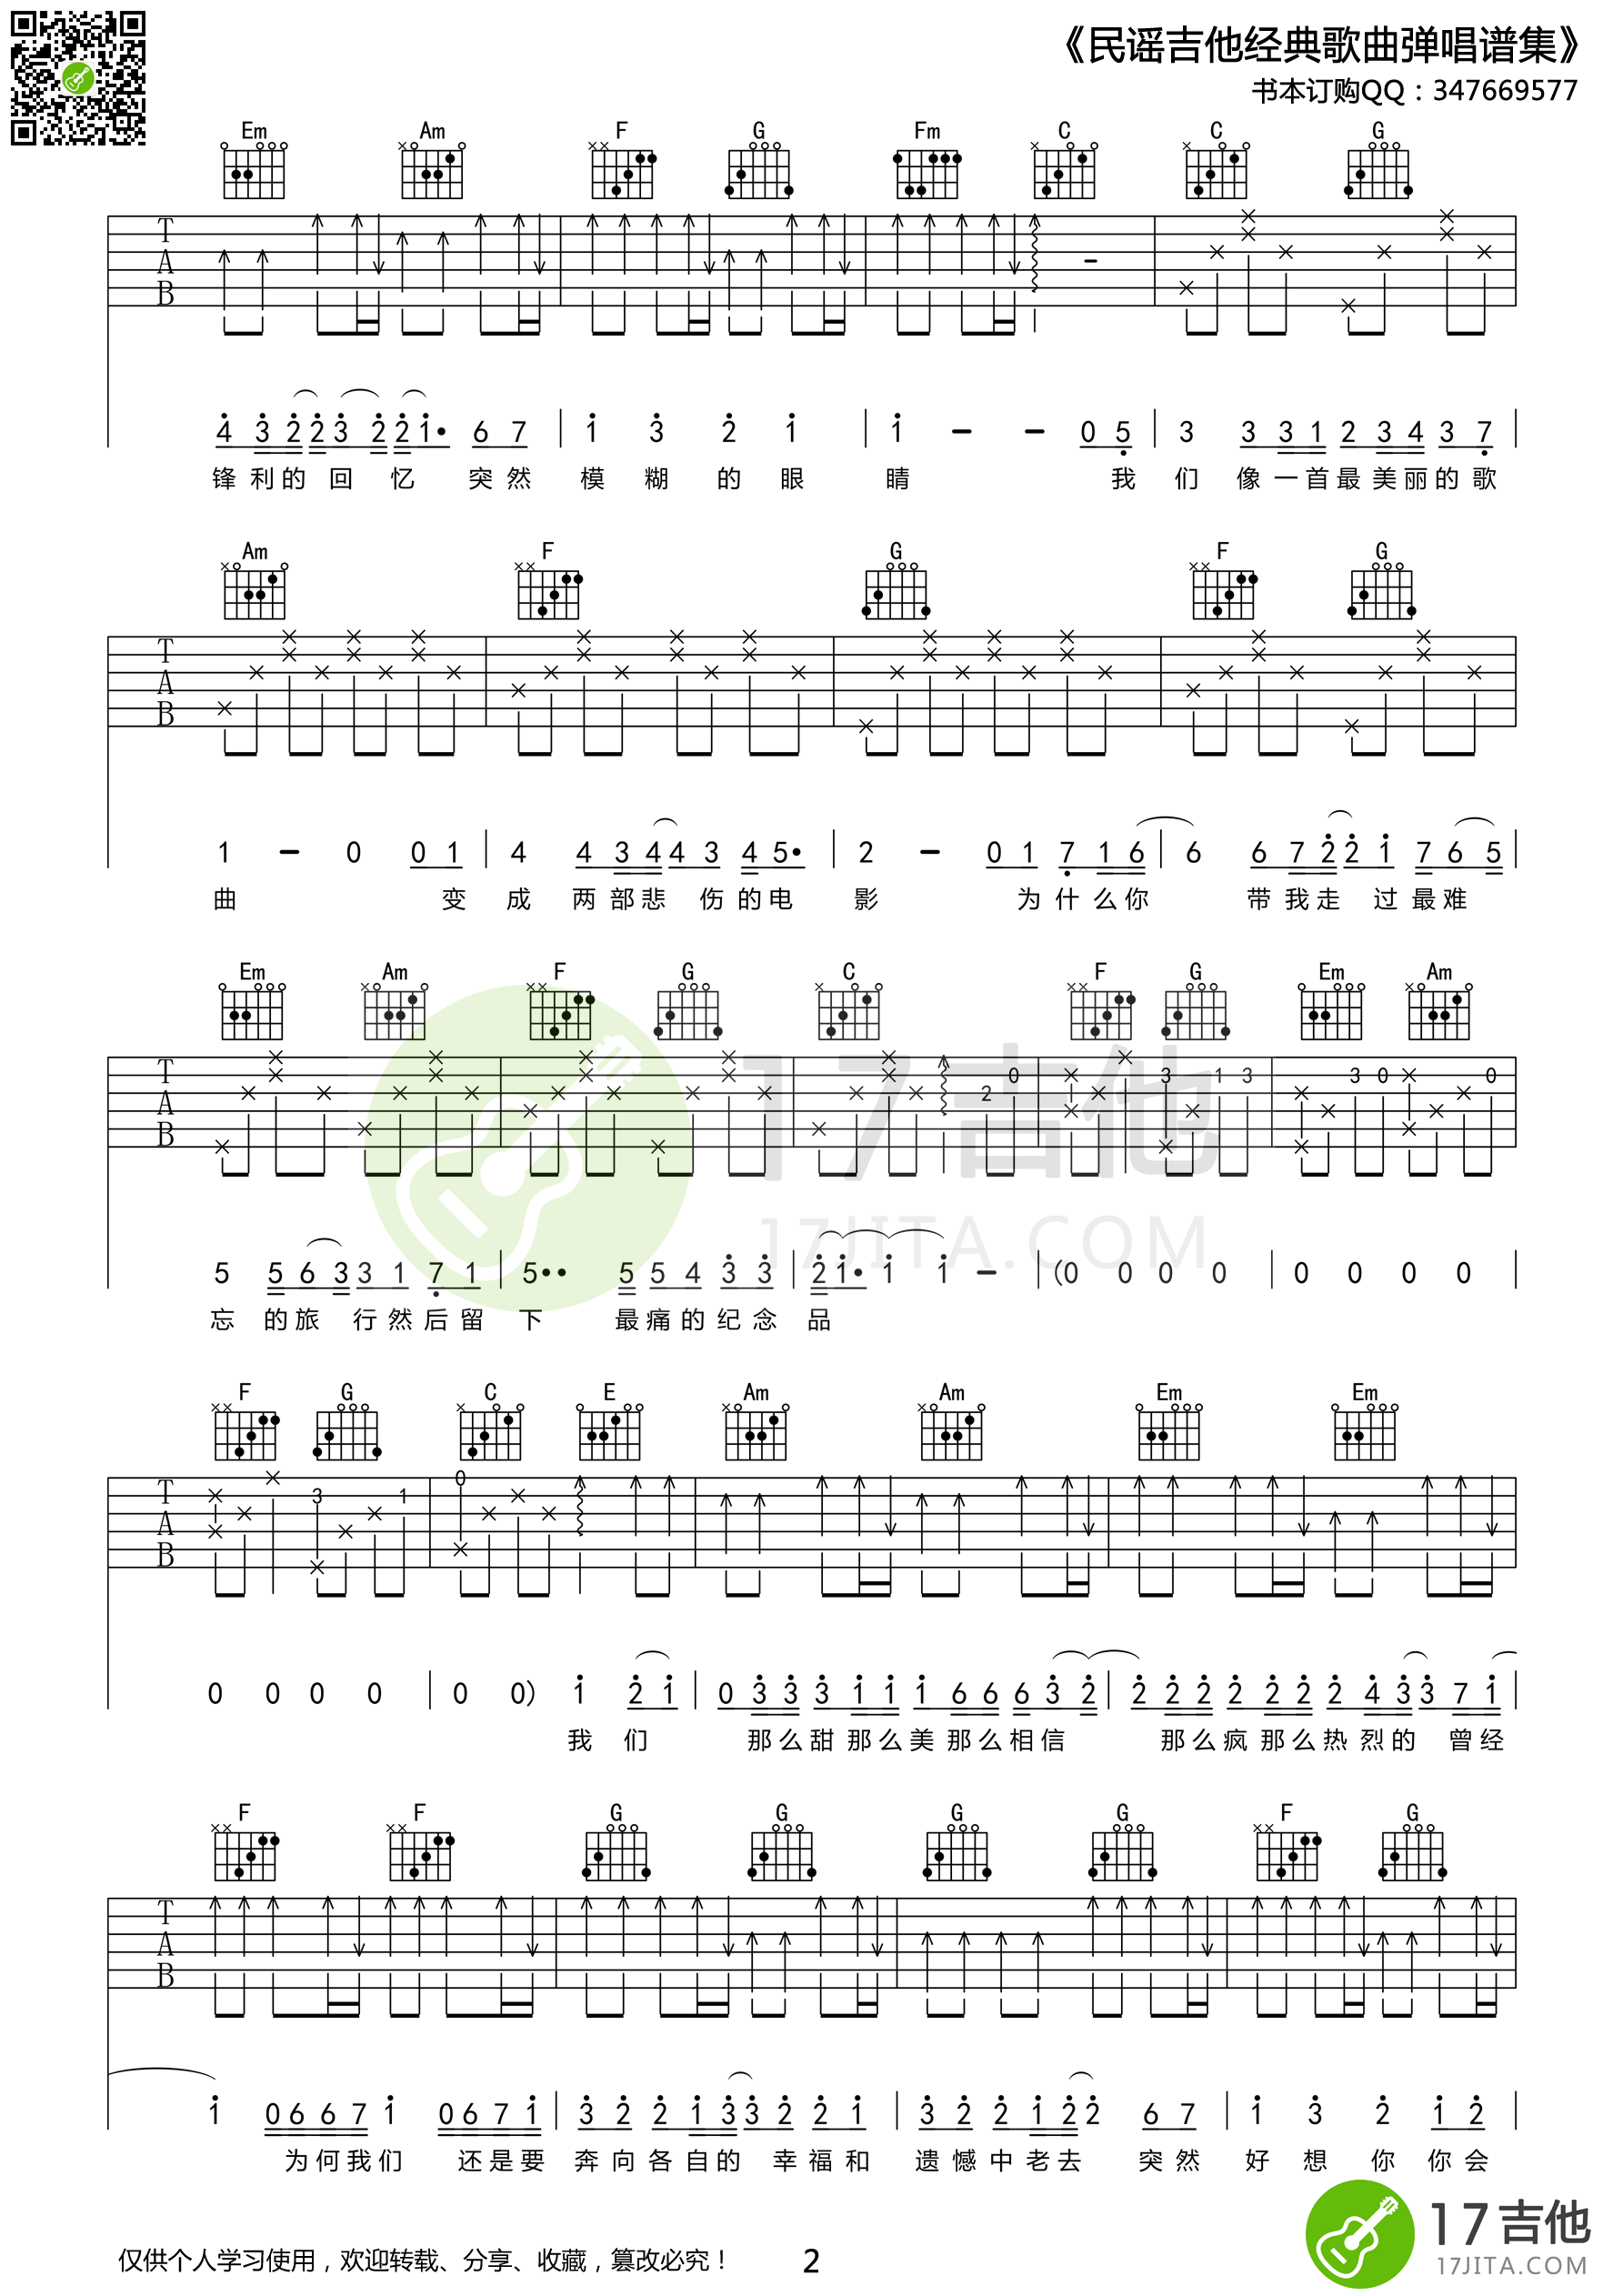 《民谣吉他经典歌曲弹唱谱集》
书本订购QQ：347669577
Em Am F G Fm C C G
T A B
4 3 2 2 3 2 2 1· 6 7 | 1 3 2 1 | 1 - - 0 5 | 3 3 3 1 2 3 4 3 7 |
锋利的回忆 突然 模糊的眼睛 我们像一首最美丽的歌
Am F G F G
T A B
1 - 0 0 1 | 4 4 3 4 4 3 4 5· | 2 - 0 1 7 1 6 | 6 6 7 2 2 1 7 6 5 |
曲 变成两部悲伤的电影 为什么你 带我走过最难
Em Am F G C F G Em Am
T A B
2 0 3 1 3 3 0 0
5 5 6 3 3 1 7 1 | 5·· 5 5 4 3 3 | 2 1· 1 1 - | (0 0 0 0 | 0 0 0 0 |
忘的旅行然后留下 最痛的纪念品
17吉他
17JITA.COM
F G C E Am Am Em Em
T A B
3 1 0
0 0 0 0 | 0 0) 1 2 1 | 0 3 3 3 1 1 1 6 6 6 3 2 | 2 2 2 2 2 2 2 4 3 3 7 1 |
我们 那么甜那么美那么相信 那么疯那么热烈的曾经
F F G G G G F G
T A B
1 0 6 6 7 1 0 6 7 1 | 3 2 2 1 3 3 2 2 1 | 3 2 2 1 2 2 6 7 | 1 3 2 1 2 |
为何我们 还是要奔向各自的幸福和遗憾中老去 突然好想你你会
仅供个人学习使用，欢迎转载、分享、收藏，篡改必究！
2
17吉他
17JITA.COM